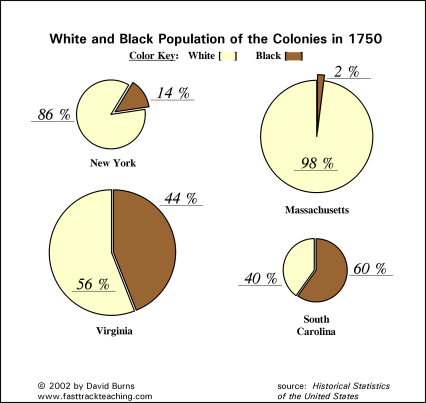 White and Black Population of the Colonies in 1750
Color Key: White [ ] Black [ ]
86 %
14 %
New York
2 %
98 %
Massachusetts
44 %
56 %
Virginia
40 %
60 %
South
Carolina
© 2002 by David Burns
www.fasttrackteaching.com
source: Historical Statistics
of the United States